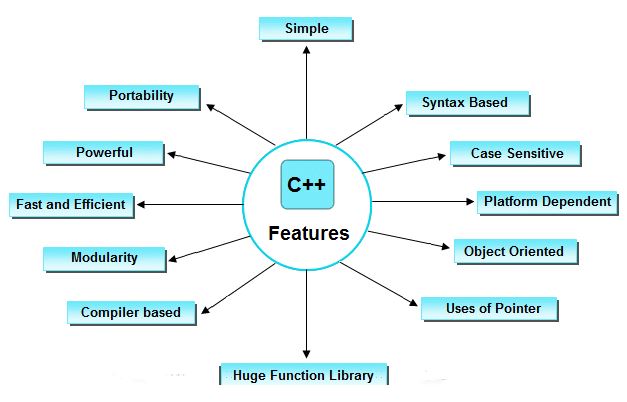 Simple
Portability
Syntax Based
Powerful
Case Sensitive
C++
Features
Fast and Efficient
Platform Dependent
Modularity
Object Oriented
Compiler based
Uses of Pointer
Huge Function Library